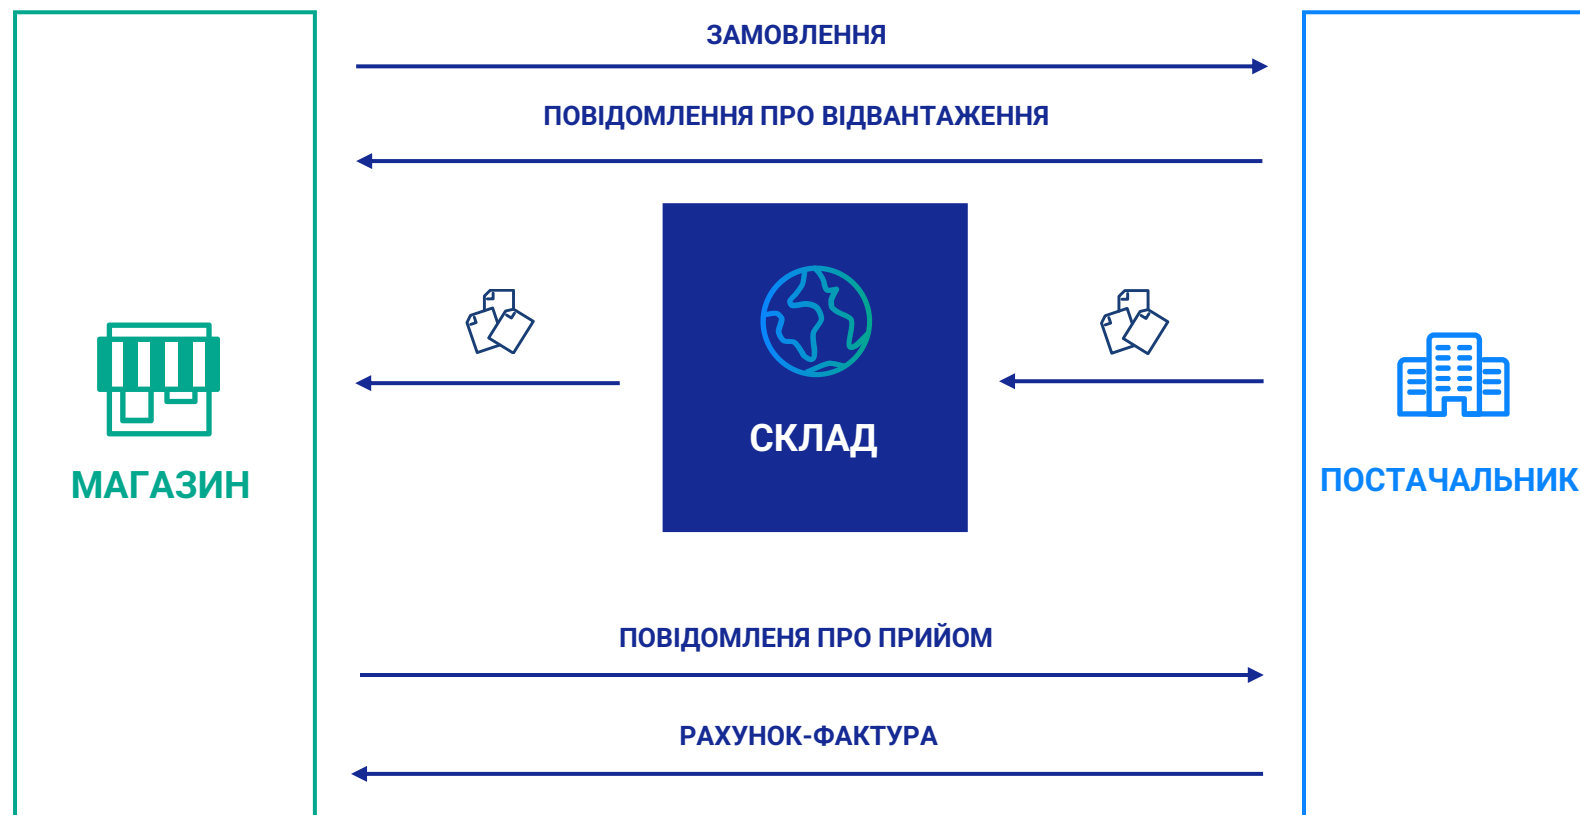 ЗАМОВЛЕННЯ
ПОВІДОМЛЕННЯ ПРО ВІДВАНТАЖЕННЯ
СКЛАД
МАГАЗИН
ПОСТАЧАЛЬНИК
ПОВІДОМЛЕНЯ ПРО ПРИЙОМ
РАХУНОК-ФАКТУРА